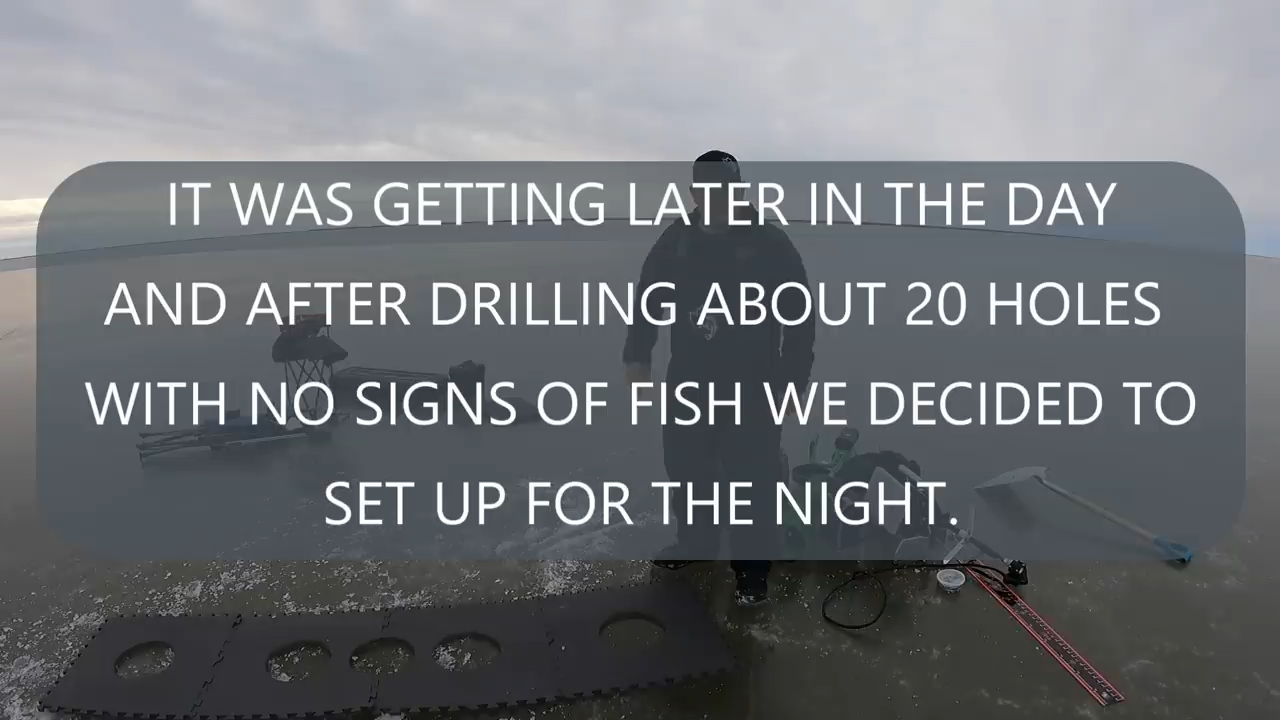 IT WAS GETTING LATER IN THE DAY
AND AFTER DRILLING ABOUT 20 HOLES
WITH NO SIGNS OF FISH WE DECIDED TO
SET UP FOR THE NIGHT.